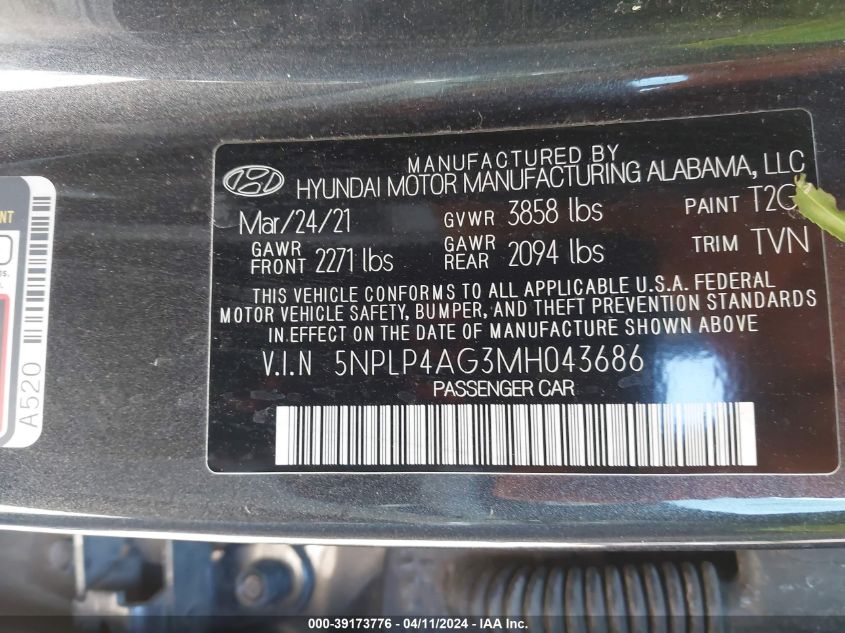 MANUFACTURED BY
HYUNDAI MOTOR MANUFACTURING ALABAMA, LLC
Mar/24/21 GVWR 3858 lbs PAINT
GAWR FRONT 2271 lbs GAWR REAR 2094 lbs TRIM TVN
THIS VEHICLE CONFORMS TO ALL APPLICABLE U.S.A. FEDERAL
MOTOR VEHICLE SAFETY, BUMPER, AND THEFT PREVENTION STANDARDS
IN EFFECT ON THE DATE OF MANUFACTURE SHOWN ABOVE
V.I.N 5NPLP4AG3MH043686
PASSENGER CAR
A520
000-39173776 - 04/11/2024 - IAAI.COM